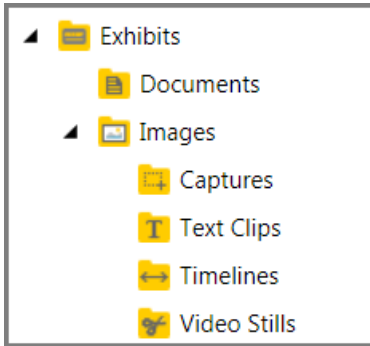 Exhibits
Documents
Images
Captures
Text Clips
Timelines
Video Stills